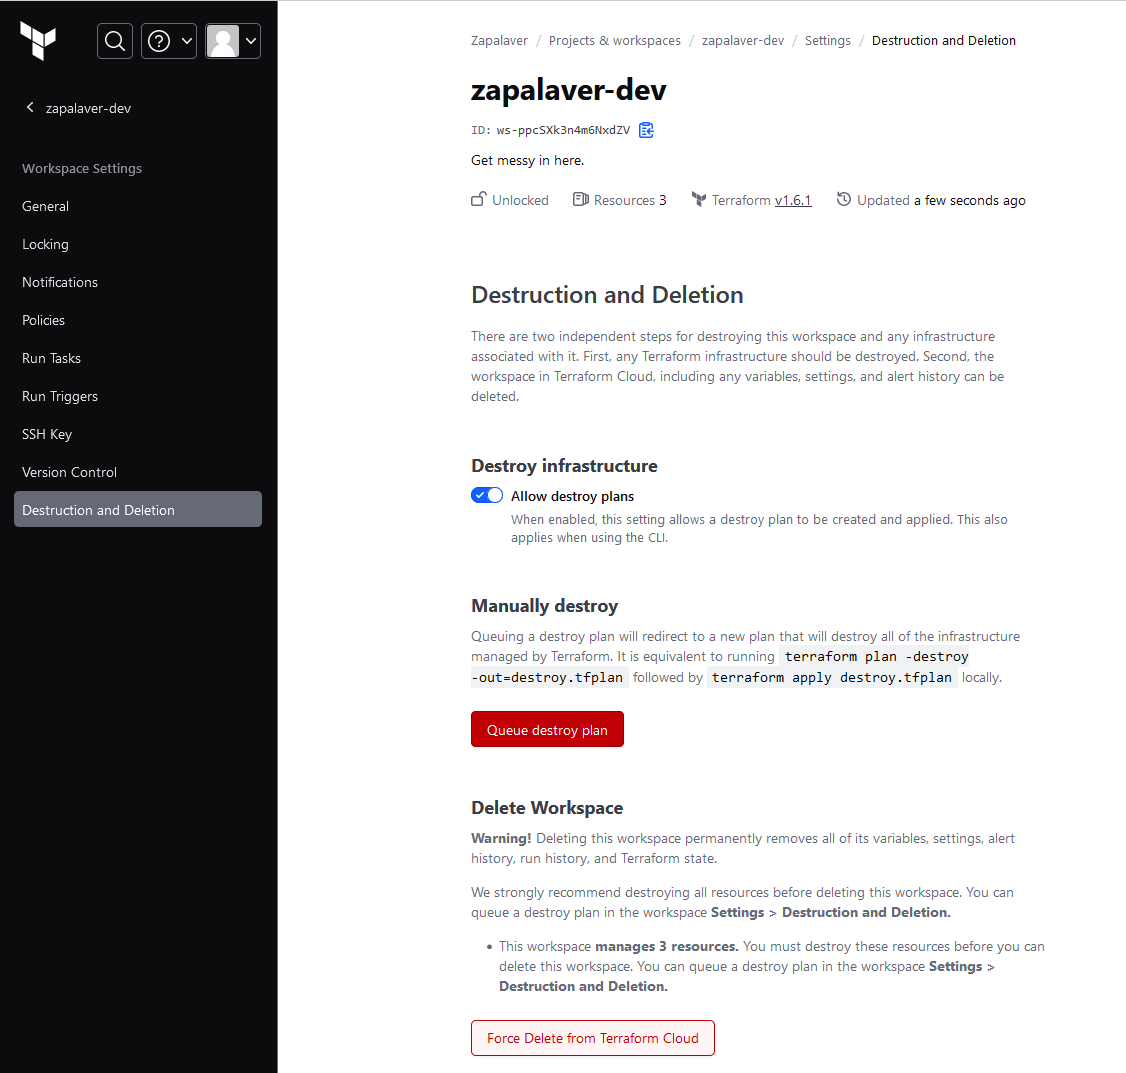 zapalaver-dev
Workspace Settings
General
Locking
Notifications
Policies
Run Tasks
Run Triggers
SSH Key
Version Control
Destruction and Deletion
Zapalaver / Projects & workspaces / zapalaver-dev / Settings / Destruction and Deletion
zapalaver-dev
ID: ws-ppcSXk3n4m6NxdZV
Get messy in here.
Unlocked Resources 3 Terraform v1.6.1 Updated a few seconds ago
Destruction and Deletion
There are two independent steps for destroying this workspace and any infrastructure
associated with it. First, any Terraform infrastructure should be destroyed. Second, the
workspace in Terraform Cloud, including any variables, settings, and alert history can be
deleted.
Destroy infrastructure
Allow destroy plans
When enabled, this setting allows a destroy plan to be created and applied. This also
applies when using the CLI.
Manually destroy
Queuing a destroy plan will redirect to a new plan that will destroy all of the infrastructure
managed by Terraform. It is equivalent to running terraform plan -destroy
-out=destroy.tfplan followed by terraform apply destroy.tfplan locally.
Queue destroy plan
Delete Workspace
Warning! Deleting this workspace permanently removes all of its variables, settings, alert
history, run history, and Terraform state.
We strongly recommend destroying all resources before deleting this workspace. You can
queue a destroy plan in the workspace Settings > Destruction and Deletion.
• This workspace manages 3 resources. You must destroy these resources before you can
delete this workspace. You can queue a destroy plan in the workspace Settings >
Destruction and Deletion.
Force Delete from Terraform Cloud